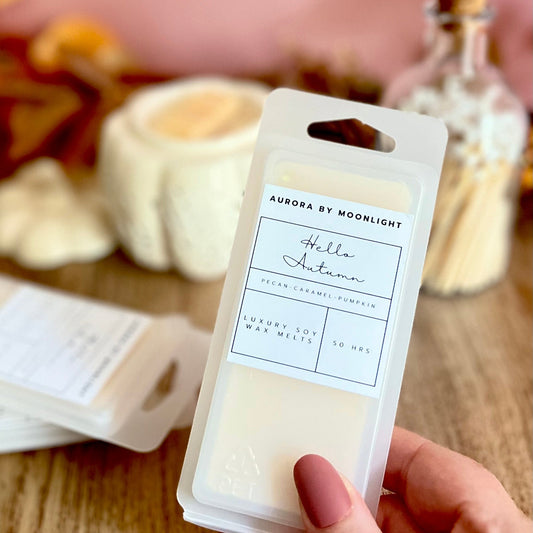 AURORA BY MOONLIGHT
Hello
Autumn
PECAN-CARAMEL-PUMPKIN
LUXURY SOY
WAX MELTS
50 HRS
PET